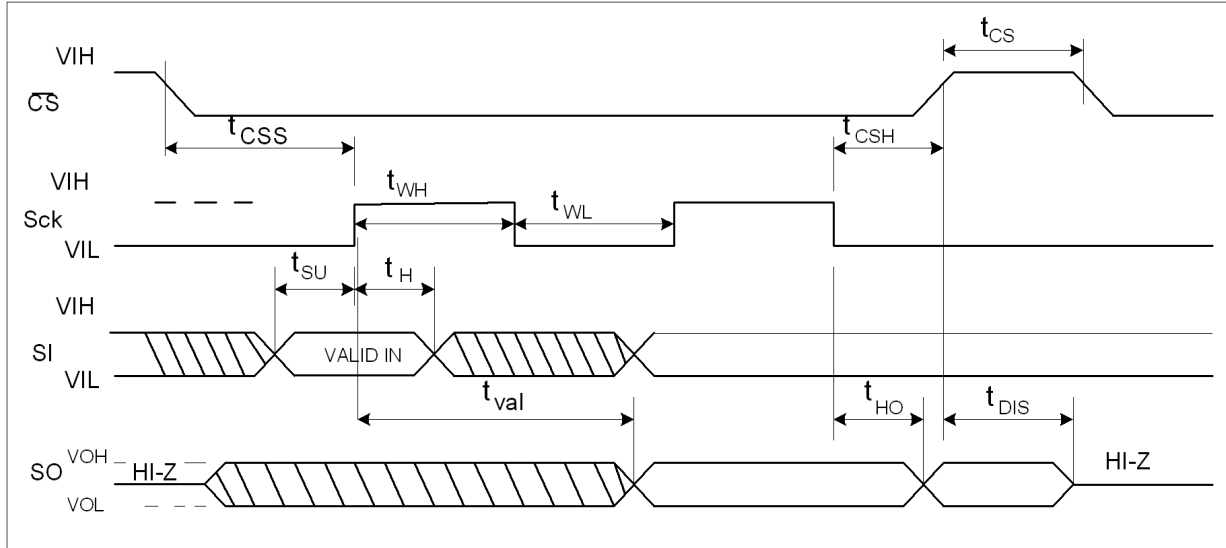 VIH
tCS
CS
tCSS
tCSH
VIH
tWH
tWL
Sck
VIL
tSU
tH
VIH
SI
VALID IN
VIL
tval
tHO
tDIS
VOH
SO
HI-Z
HI-Z
VOL